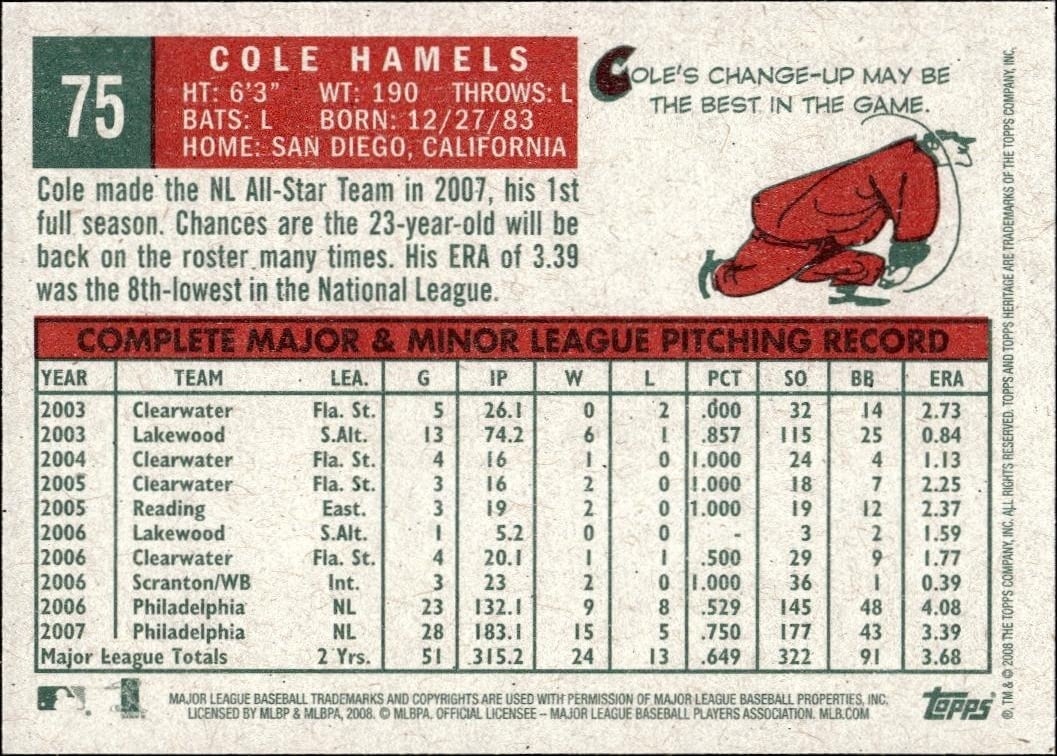 75
COLE HAMELS
HT: 6'3" WT: 190 THROWS: L
BATS: L BORN: 12/27/83
HOME: SAN DIEGO, CALIFORNIA
COLE'S CHANGE-UP MAY BE
THE BEST IN THE GAME.
Cole made the NL All-Star Team in 2007, his 1st
full season. Chances are the 23-year-old will be
back on the roster many times. His ERA of 3.39
was the 8th-lowest in the National League.
COMPLETE MAJOR & MINOR LEAGUE PITCHING RECORD
YEAR TEAM LEA. G IP W L PCT SO BB ERA
2003 Clearwater Fla. St. 5 26.1 0 2 .000 32 14 2.73
2003 Lakewood S.Alt. 13 74.2 6 1 .857 115 25 0.84
2004 Clearwater Fla. St. 4 16 1 0 1.000 24 4 1.13
2005 Clearwater Fla. St. 3 16 2 0 1.000 18 7 2.25
2005 Reading East. 3 19 2 0 1.000 19 12 2.37
2006 Lakewood S.Alt. 1 5.2 0 0 - 3 2 1.59
2006 Clearwater Fla. St. 4 20.1 1 1 .500 29 9 1.77
2006 Scranton/WB Int. 3 23 2 0 1.000 36 1 0.39
2006 Philadelphia NL 23 132.1 9 8 .529 145 48 4.08
2007 Philadelphia NL 28 183.1 15 5 .750 177 43 3.39
Major League Totals 2 Yrs. 51 315.2 24 13 .649 322 91 3.68
MAJOR LEAGUE BASEBALL TRADEMARKS AND COPYRIGHTS ARE USED WITH PERMISSION OF MAJOR LEAGUE BASEBALL PROPERTIES, INC.
LICENSED BY MLBP & MLBPA, 2008. © MLBPA. OFFICIAL LICENSEE – MAJOR LEAGUE BASEBALL PLAYERS ASSOCIATION. MLB.COM
TOPPS
®, TM & © 2008 THE TOPPS COMPANY, INC. ALL RIGHTS RESERVED. TOPPS AND TOPPS HERITAGE ARE TRADEMARKS OF THE TOPPS COMPANY, INC.